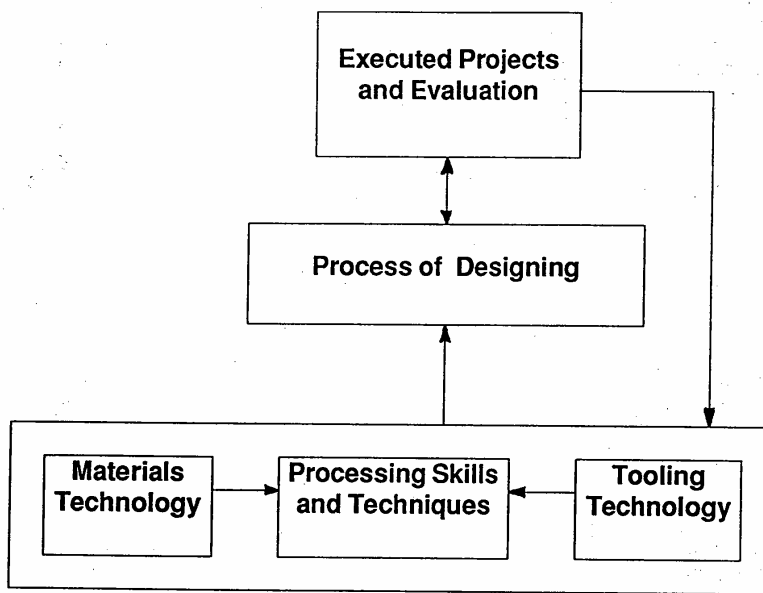 Executed Projects
and Evaluation
Process of Designing
Materials
Technology
Processing Skills
and Techniques
Tooling
Technology